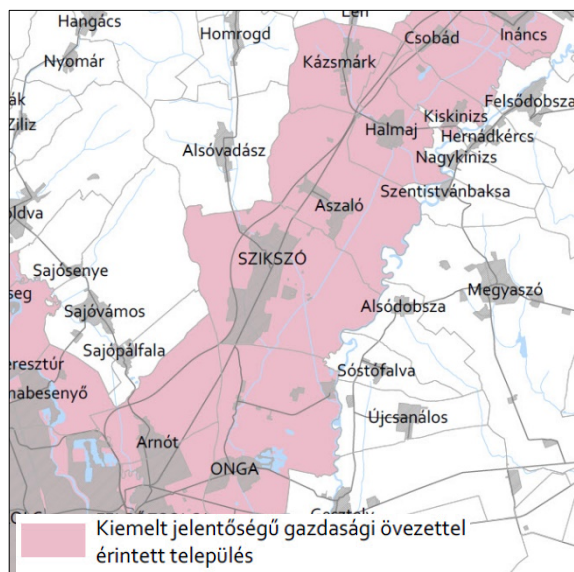 Hangács
Homrogd
Csobád
Ináncs
Nyomár
Kázsmárk
Ziliz
Halmaj
Kiskinizs
Felsődobsza
Hernádkércs
Alsóvadász
Nagykinizs
Szentistvánbaksa
Aszaló
SZIKSZÓ
Sajósenye
Megyaszó
Sajóvámos
Alsódobsza
Sajópálfala
Sóstófalva
Újcsanálos
Arnót
ONGA
Kiemelt jelentőségű gazdasági övezettel
érintett település